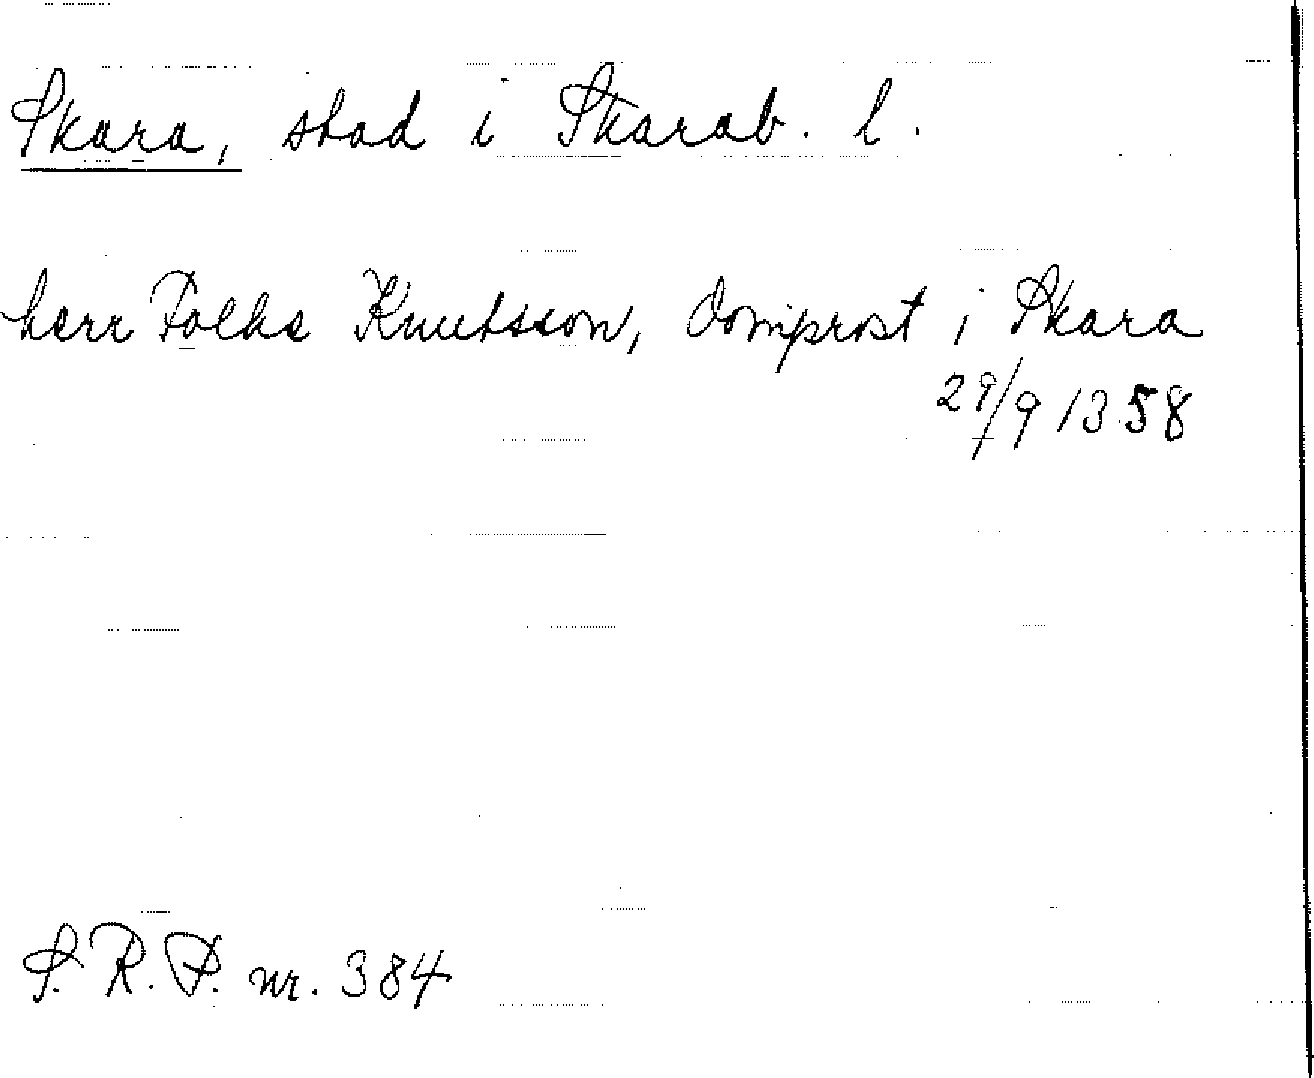 Skara, stad i Skarab. l.
herr Folke Knutsson, domprost i Skara
29/9 1358
S. R. P. nr. 384